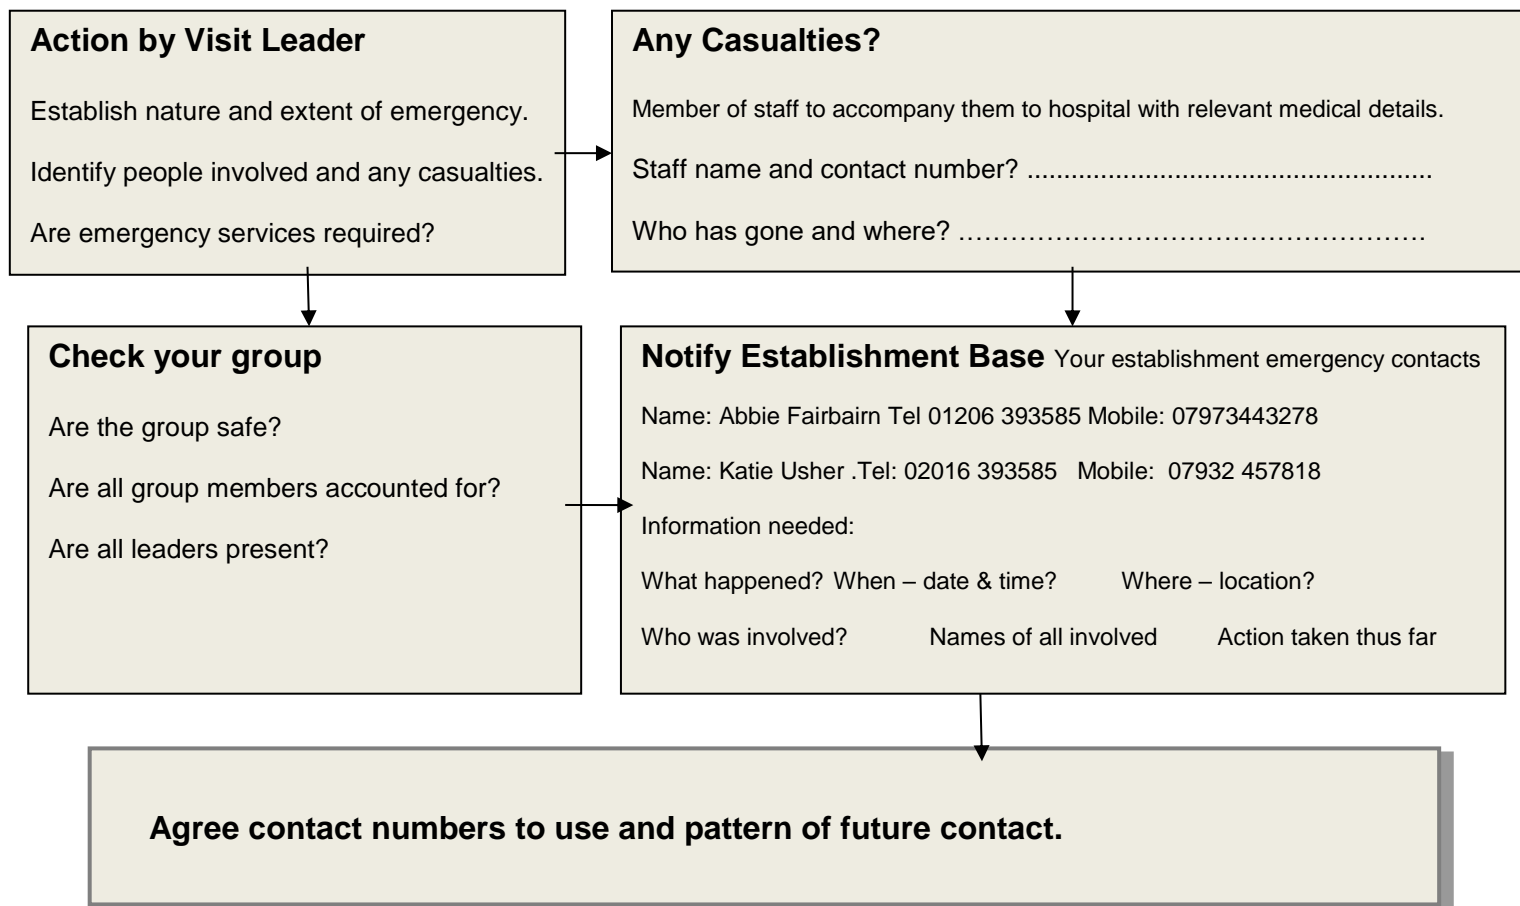 Action by Visit Leader
Establish nature and extent of emergency.
Identify people involved and any casualties.
Are emergency services required?
Any Casualties?
Member of staff to accompany them to hospital with relevant medical details.
Staff name and contact number? ........................................................
Who has gone and where? ……………………………………………….
Check your group
Are the group safe?
Are all group members accounted for?
Are all leaders present?
Notify Establishment Base Your establishment emergency contacts
Name: Abbie Fairbairn Tel 01206 393585 Mobile: 07973443278
Name: Katie Usher .Tel: 02016 393585 Mobile: 07932 457818
Information needed:
What happened? When – date & time? Where – location?
Who was involved? Names of all involved Action taken thus far
Agree contact numbers to use and pattern of future contact.